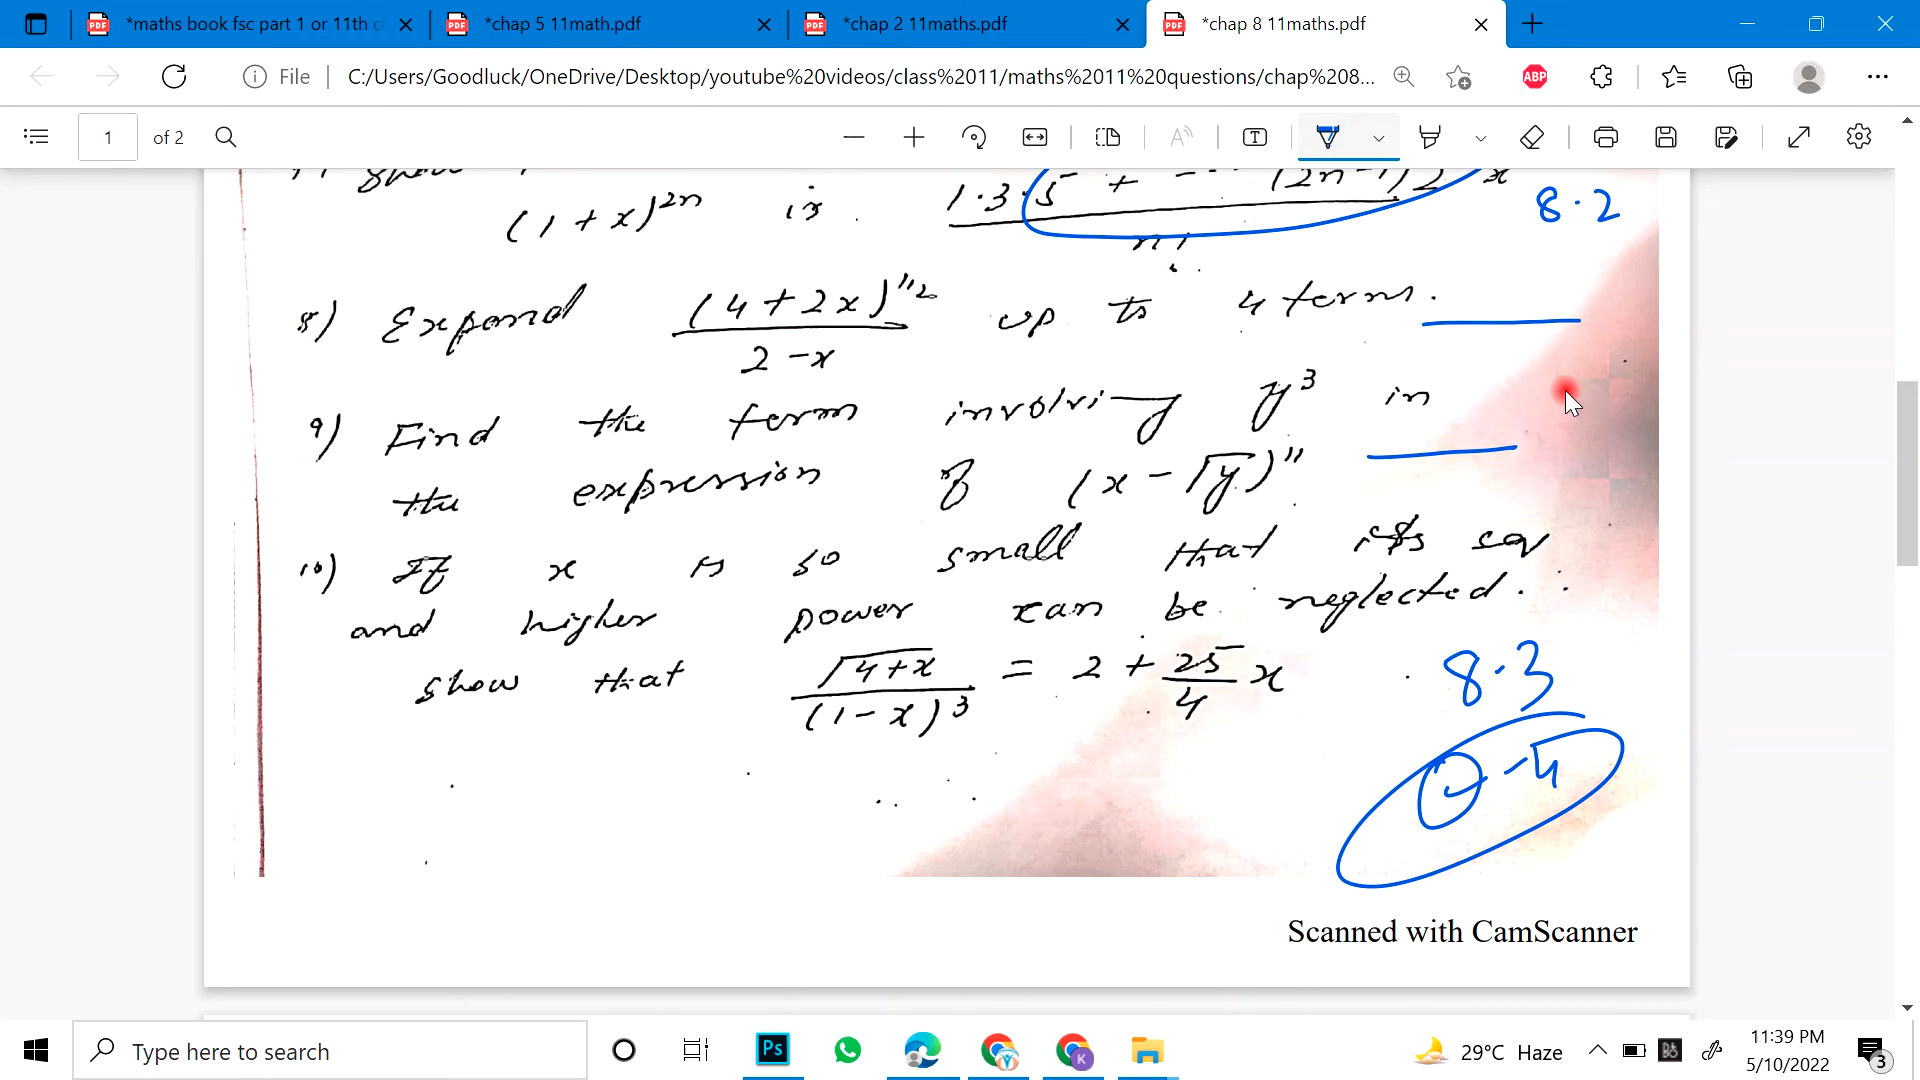 *maths book fsc part 1 or 11th c
*chap 5 11math.pdf
*chap 2 11maths.pdf
*chap 8 11maths.pdf
File
C:/Users/Goodluck/OneDrive/Desktop/youtube%20videos/class%2011/maths%2011%20questions/chap%208...
ABP
1 of 2
(1+x)²ⁿ is 1·3·5 + - - - (2n-1) 2 x
n!
8·2
8) Expand (4+2x)^1/2 / 2-x up to 4 terms.
9) Find the term involving y³ in
the expression of (x-√y)¹¹
10) If x is so small that its sq
and higher power can be neglected.
show that √4+x / (1-x)³ = 2 + 25/4 x
8·3
Scanned with CamScanner
Type here to search
Ps
K
29°C Haze
11:39 PM
5/10/2022
3